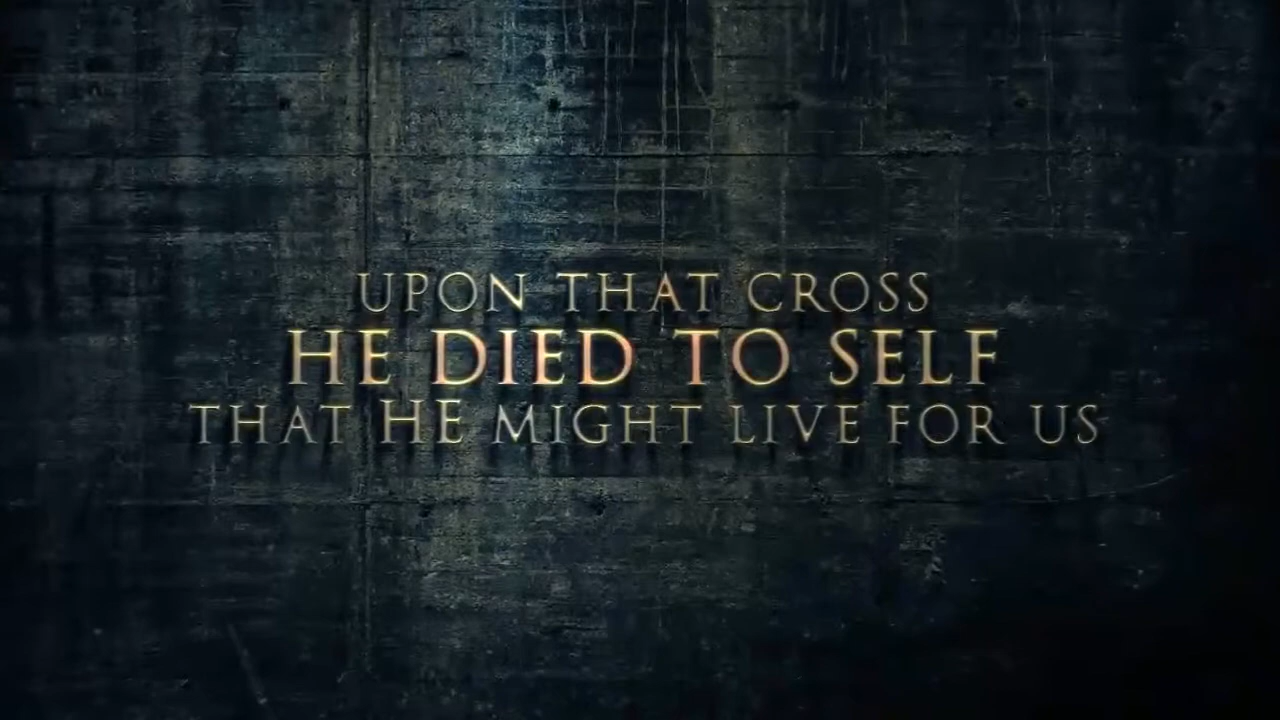 UPON THAT CROSS
HE DIED TO SELF
THAT HE MIGHT LIVE FOR US